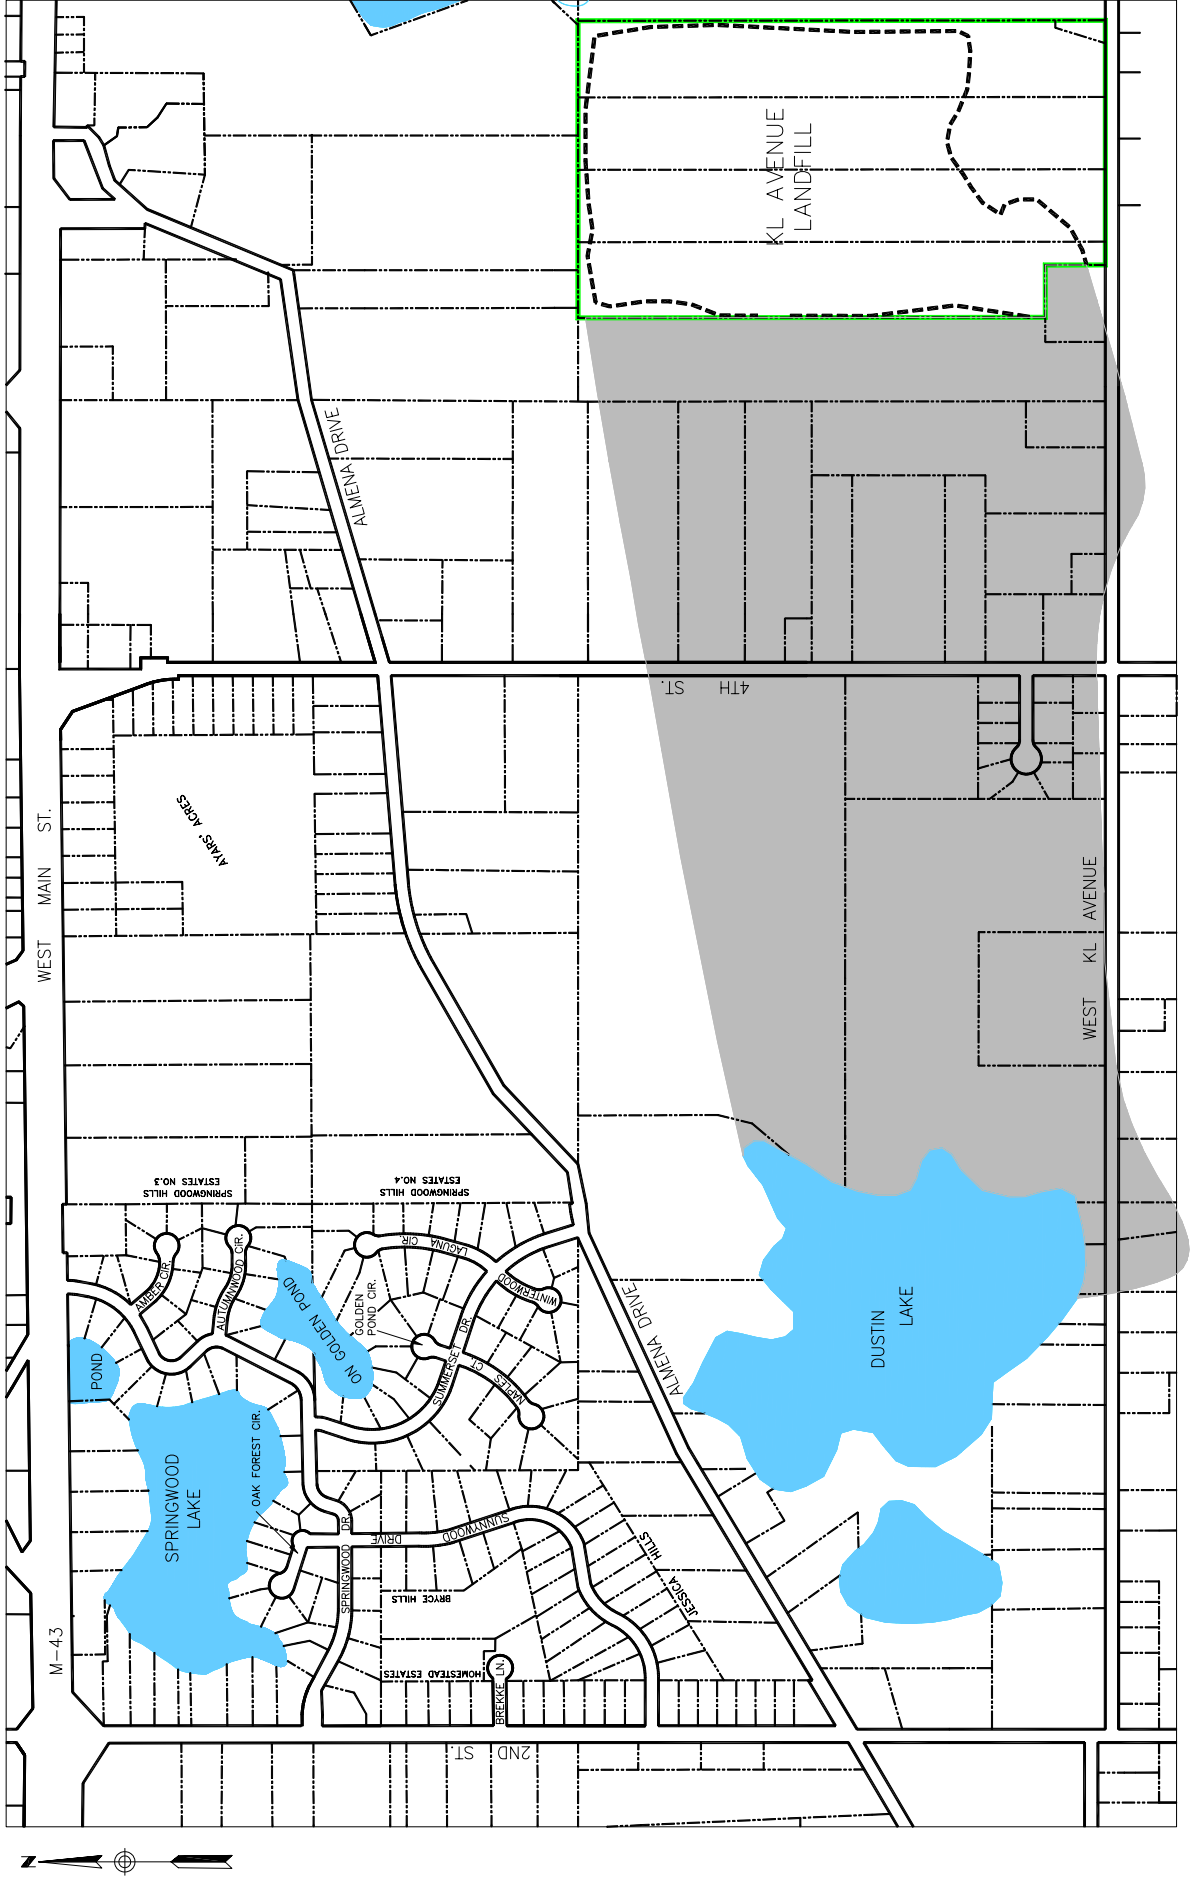 KL AVENUE
LANDFILL
ALMENA DRIVE
4TH ST.
WEST MAIN ST.
AYARS' ACRES
WEST KL AVENUE
SPRINGWOOD HILLS
ESTATES NO.3
SPRINGWOOD HILLS
ESTATES NO.4
AMBER CIR.
AUTUMNWOOD CIR.
LAGUNA CIR.
WINTERWOOD
ON GOLDEN POND
GOLDEN
POND CIR.
SUMMERSET DR.
NAPLES CT.
ALMENA DRIVE
DUSTIN
LAKE
POND
SPRINGWOOD
LAKE
OAK FOREST CIR.
SPRINGWOOD DR.
SUNNYWOOD DRIVE
BRYCE HILLS
JESSICA HILLS
HOMESTEAD ESTATES
BREKKE LN.
M-43
2ND ST.
N